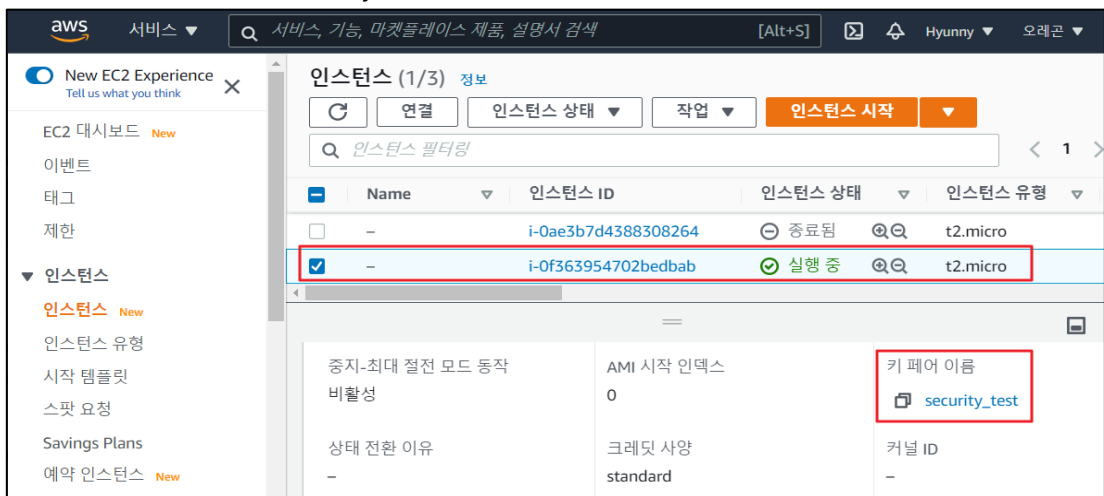 aws 서비스 ▼ 서비스, 기능, 마켓플레이스 제품, 설명서 검색 [Alt+S] Hyunny ▼ 오레곤 ▼
New EC2 Experience
Tell us what you think
EC2 대시보드 New
이벤트
태그
제한
▼ 인스턴스
인스턴스 New
인스턴스 유형
시작 템플릿
스팟 요청
Savings Plans
예약 인스턴스 New
인스턴스 (1/3) 정보
연결 인스턴스 상태 ▼ 작업 ▼ 인스턴스 시작 ▼
인스턴스 필터링 < 1 >
Name 인스턴스 ID 인스턴스 상태 인스턴스 유형
– i-0ae3b7d4388308264 종료됨 t2.micro
– i-0f363954702bedbab 실행 중 t2.micro
중지-최대 절전 모드 동작 AMI 시작 인덱스 키 페어 이름
비활성 0 security_test
상태 전환 이유 크레딧 사양 커널 ID
– standard –